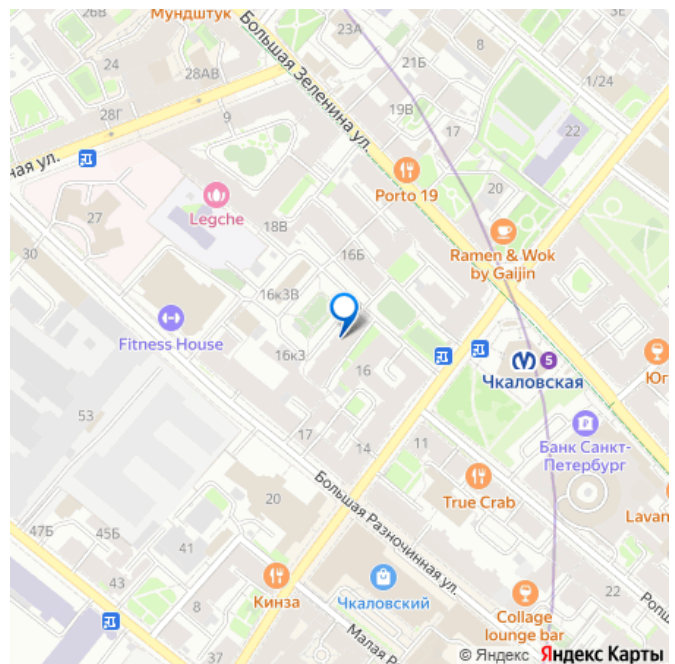 26В
Мундштук
23А
8
3Е
Большая Зеленина ул.
24
28АВ
21Б
1/24
28Г
9
19В
17
22
ная ул.
20
Porto 19
Legche
27
18В
16Б
Ramen & Wok
by Gaijin
30
16к3В
Fitness House
16к3
16
5
Чкаловская
Юг
53
17
14
11
Банк Санкт-
Петербург
Большая Разночинная ул.
20
True Crab
Lavan
47Б
45Б
41
43
Кинза
Чкаловский
22
8
37
Малая Р
Collage
lounge bar
Ропш
© Яндекс Яндекс Карты